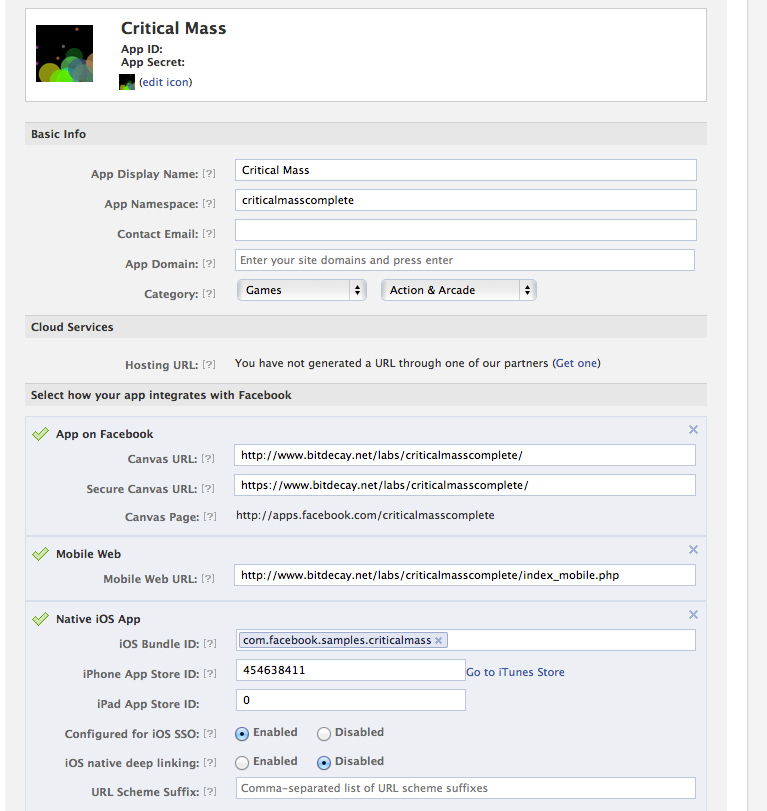 Critical Mass
App ID:
App Secret:
(edit icon)
Basic Info
App Display Name: [?] Critical Mass
App Namespace: [?] criticalmasscomplete
Contact Email: [?]
App Domain: [?] Enter your site domains and press enter
Category: [?] Games Action & Arcade
Cloud Services
Hosting URL: [?] You have not generated a URL through one of our partners (Get one)
Select how your app integrates with Facebook
App on Facebook
Canvas URL: [?] http://www.bitdecay.net/labs/criticalmasscomplete/
Secure Canvas URL: [?] https://www.bitdecay.net/labs/criticalmasscomplete/
Canvas Page: [?] http://apps.facebook.com/criticalmasscomplete
Mobile Web
Mobile Web URL: [?] http://www.bitdecay.net/labs/criticalmasscomplete/index_mobile.php
Native iOS App
iOS Bundle ID: [?] com.facebook.samples.criticalmass
iPhone App Store ID: [?] 454638411 Go to iTunes Store
iPad App Store ID: 0
Configured for iOS SSO: [?] Enabled Disabled
iOS native deep linking: [?] Enabled Disabled
URL Scheme Suffix: [?] Comma-separated list of URL scheme suffixes